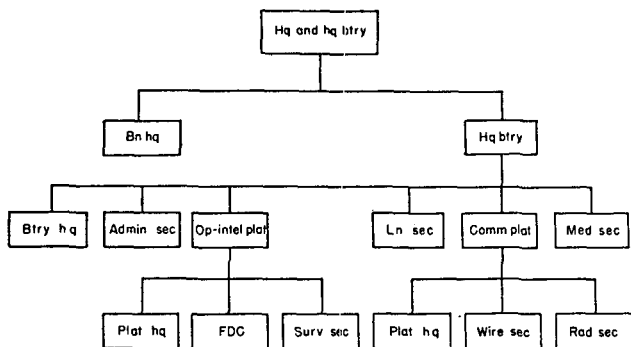 Hq and hq btry
Bn hq
Hq btry
Btry hq
Admin sec
Op-intel plat
Ln sec
Comm plat
Med sec
Plat hq
FDC
Surv sec
Plat hq
Wire sec
Rad sec